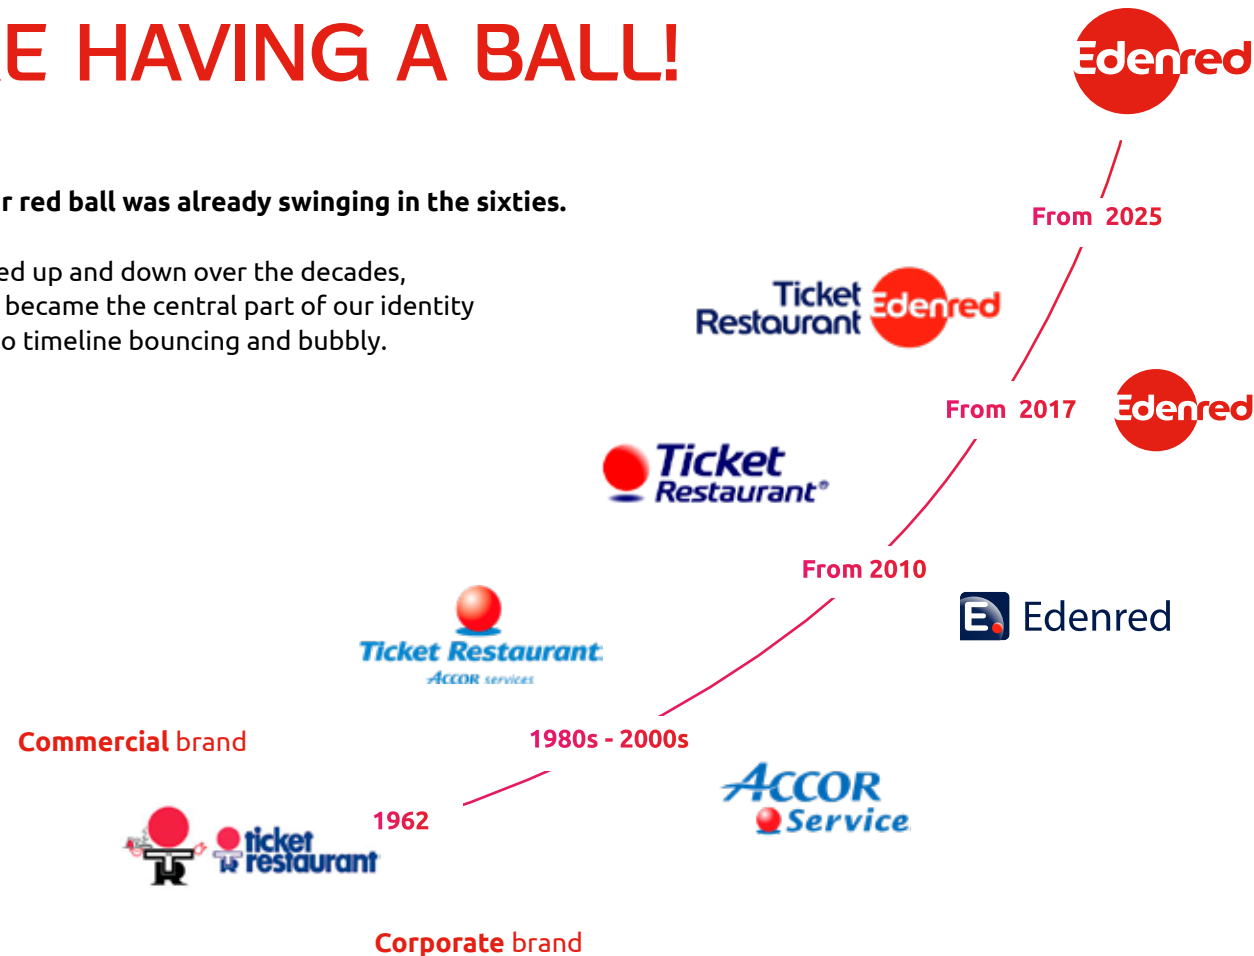 E HAVING A BALL!
Edenred
r red ball was already swinging in the sixties.
From 2025
ed up and down over the decades,
became the central part of our identity
o timeline bouncing and bubbly.
Ticket
Restaurant
Edenred
From 2017
Edenred
Ticket
Restaurant®
From 2010
E.
Edenred
Ticket Restaurant
ACCOR services
Commercial brand
1980s - 2000s
ACCOR
Service
1962
TR
ticket
restaurant
Corporate brand